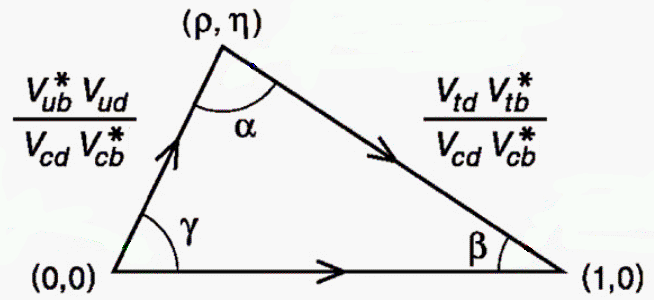 (ρ, η)
V*ub Vud
Vcd V*cb
α
Vtd V*tb
Vcd V*cb
γ
β
(0,0)
(1,0)